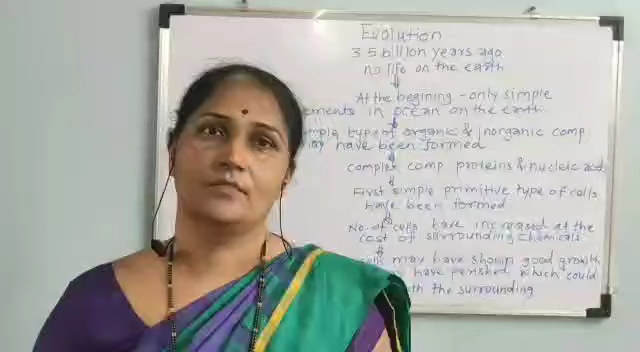 Evolution
3.5 billion years ago
no life on the earth
At the begining - only simple
ements in ocean on the earth.
mple type of organic & inorganic comp
may have been formed
complex comp proteins & nucleic acid
First simple primitive type of cells
have been formed
No. of cells have increased at the
cost of surrounding chemicals
cells may have shown good growth
have perished which could
the surrounding